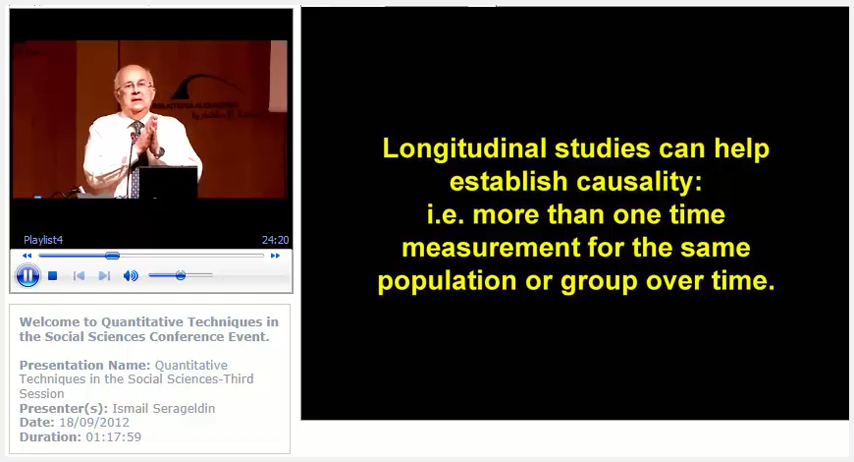 BIBLIOTHECA ALEXANDRINA
Playlist4
24:20
Welcome to Quantitative Techniques in
the Social Sciences Conference Event.
Presentation Name: Quantitative
Techniques in the Social Sciences-Third
Session
Presenter(s): Ismail Serageldin
Date: 18/09/2012
Duration: 01:17:59
Longitudinal studies can help
establish causality:
i.e. more than one time
measurement for the same
population or group over time.